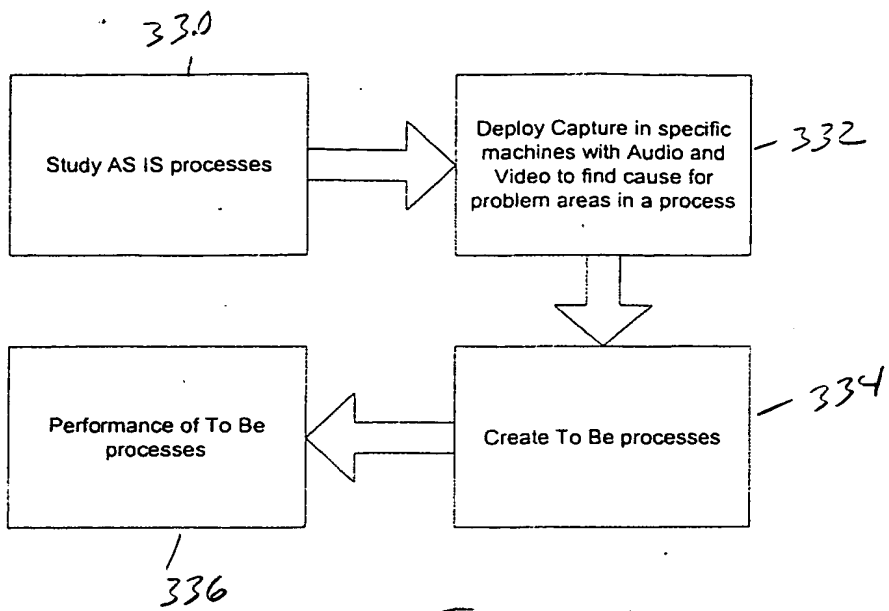 330
Study AS IS processes
Deploy Capture in specific
machines with Audio and
Video to find cause for
problem areas in a process
332
Performance of To Be
processes
Create To Be processes
334
336